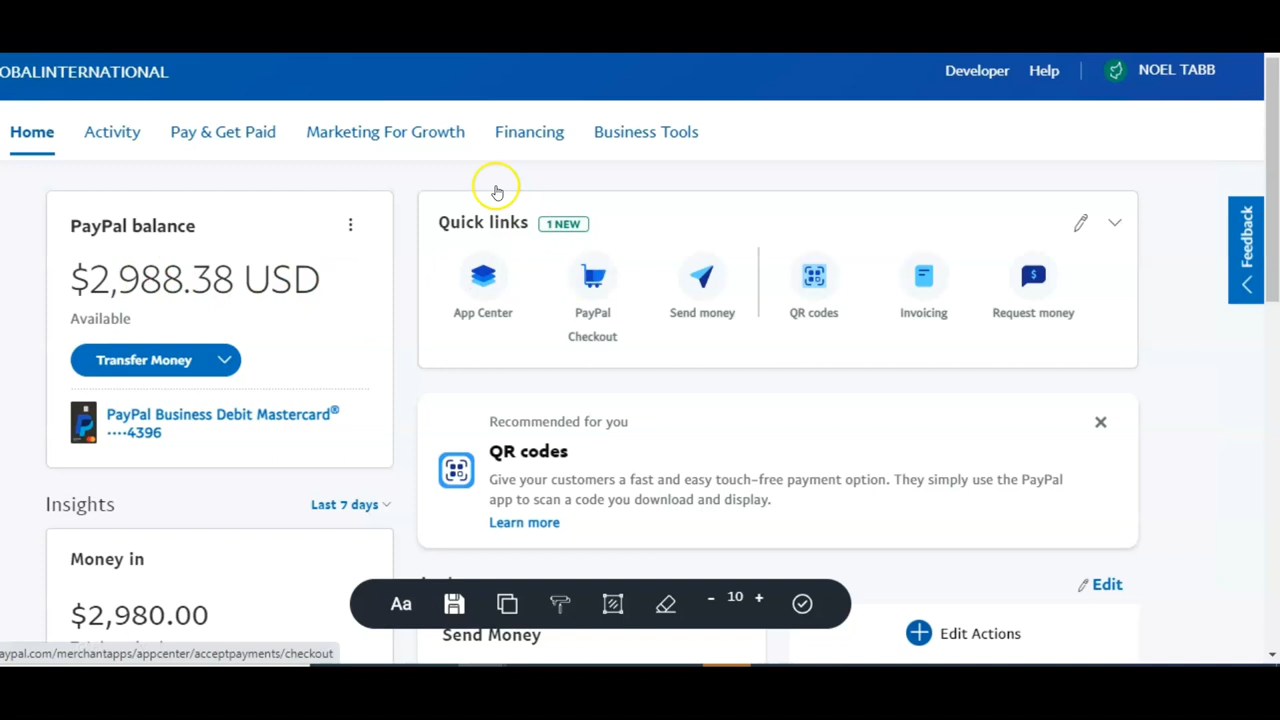 OBALINTERNATIONAL
Developer Help NOEL TABB
Home Activity Pay & Get Paid Marketing For Growth Financing Business Tools
PayPal balance
$2,988.38 USD
Available
Transfer Money
PayPal Business Debit Mastercard®
····4396
Insights
Last 7 days
Money in
$2,980.00
Quick links
1 NEW
App Center
PayPal
Checkout
Send money
QR codes
Invoicing
Request money
Recommended for you
QR codes
Give your customers a fast and easy touch-free payment option. They simply use the PayPal
app to scan a code you download and display.
Learn more
Edit
Send Money
Edit Actions
Aa - 10 +
Feedback
aypal.com/merchantapps/appcenter/acceptpayments/checkout